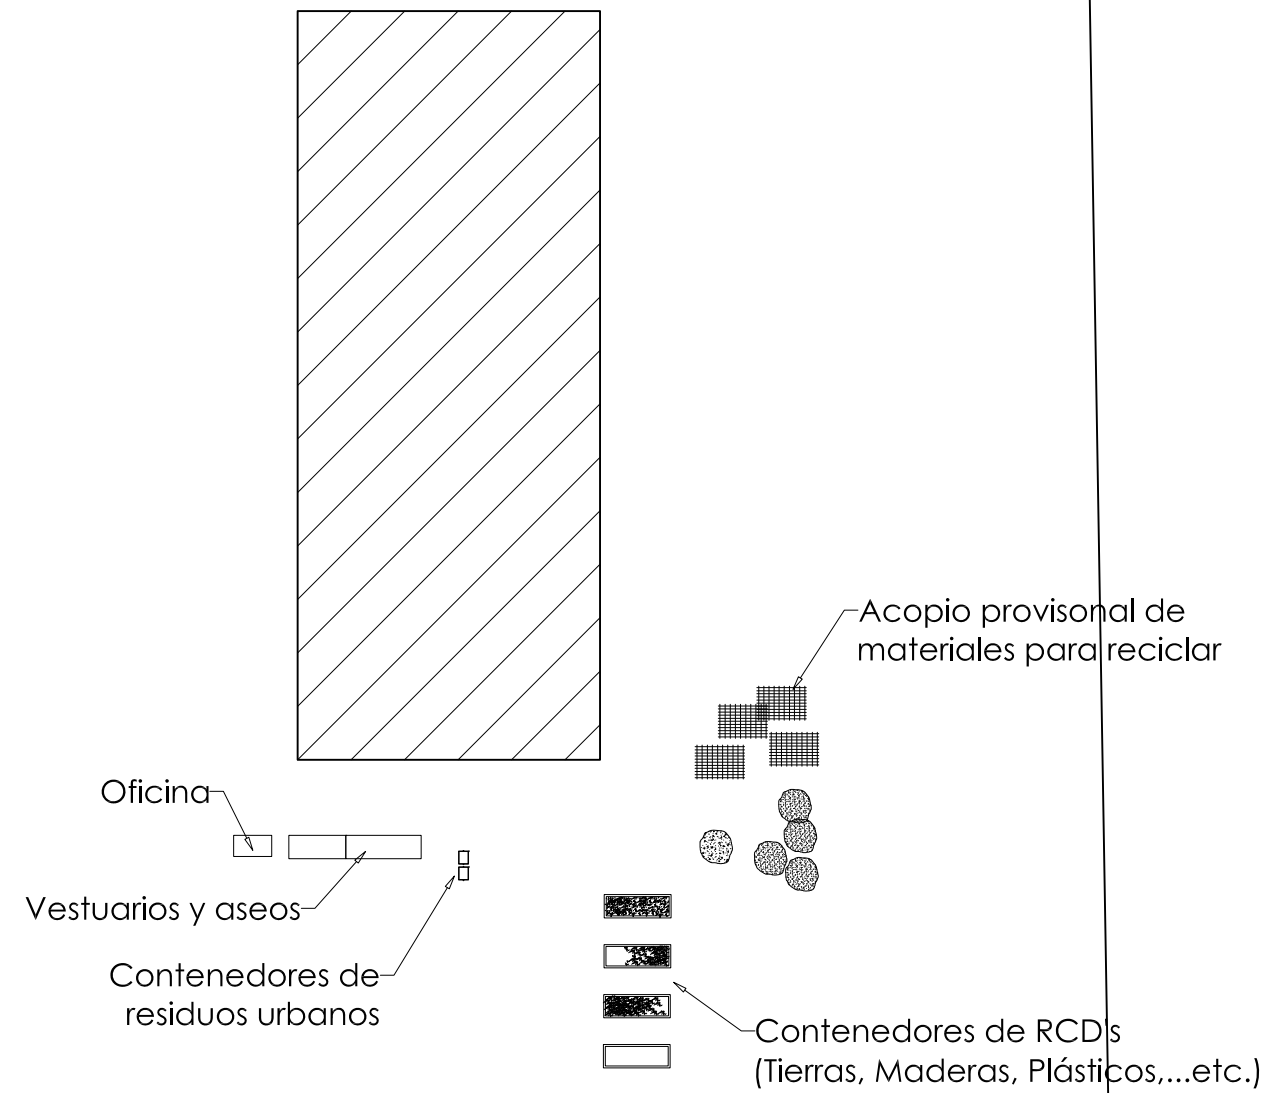 Acopio provisonal de
materiales para reciclar
Oficina
Vestuarios y aseos
Contenedores de
residuos urbanos
Contenedores de RCD's
(Tierras, Maderas, Plásticos,...etc.)